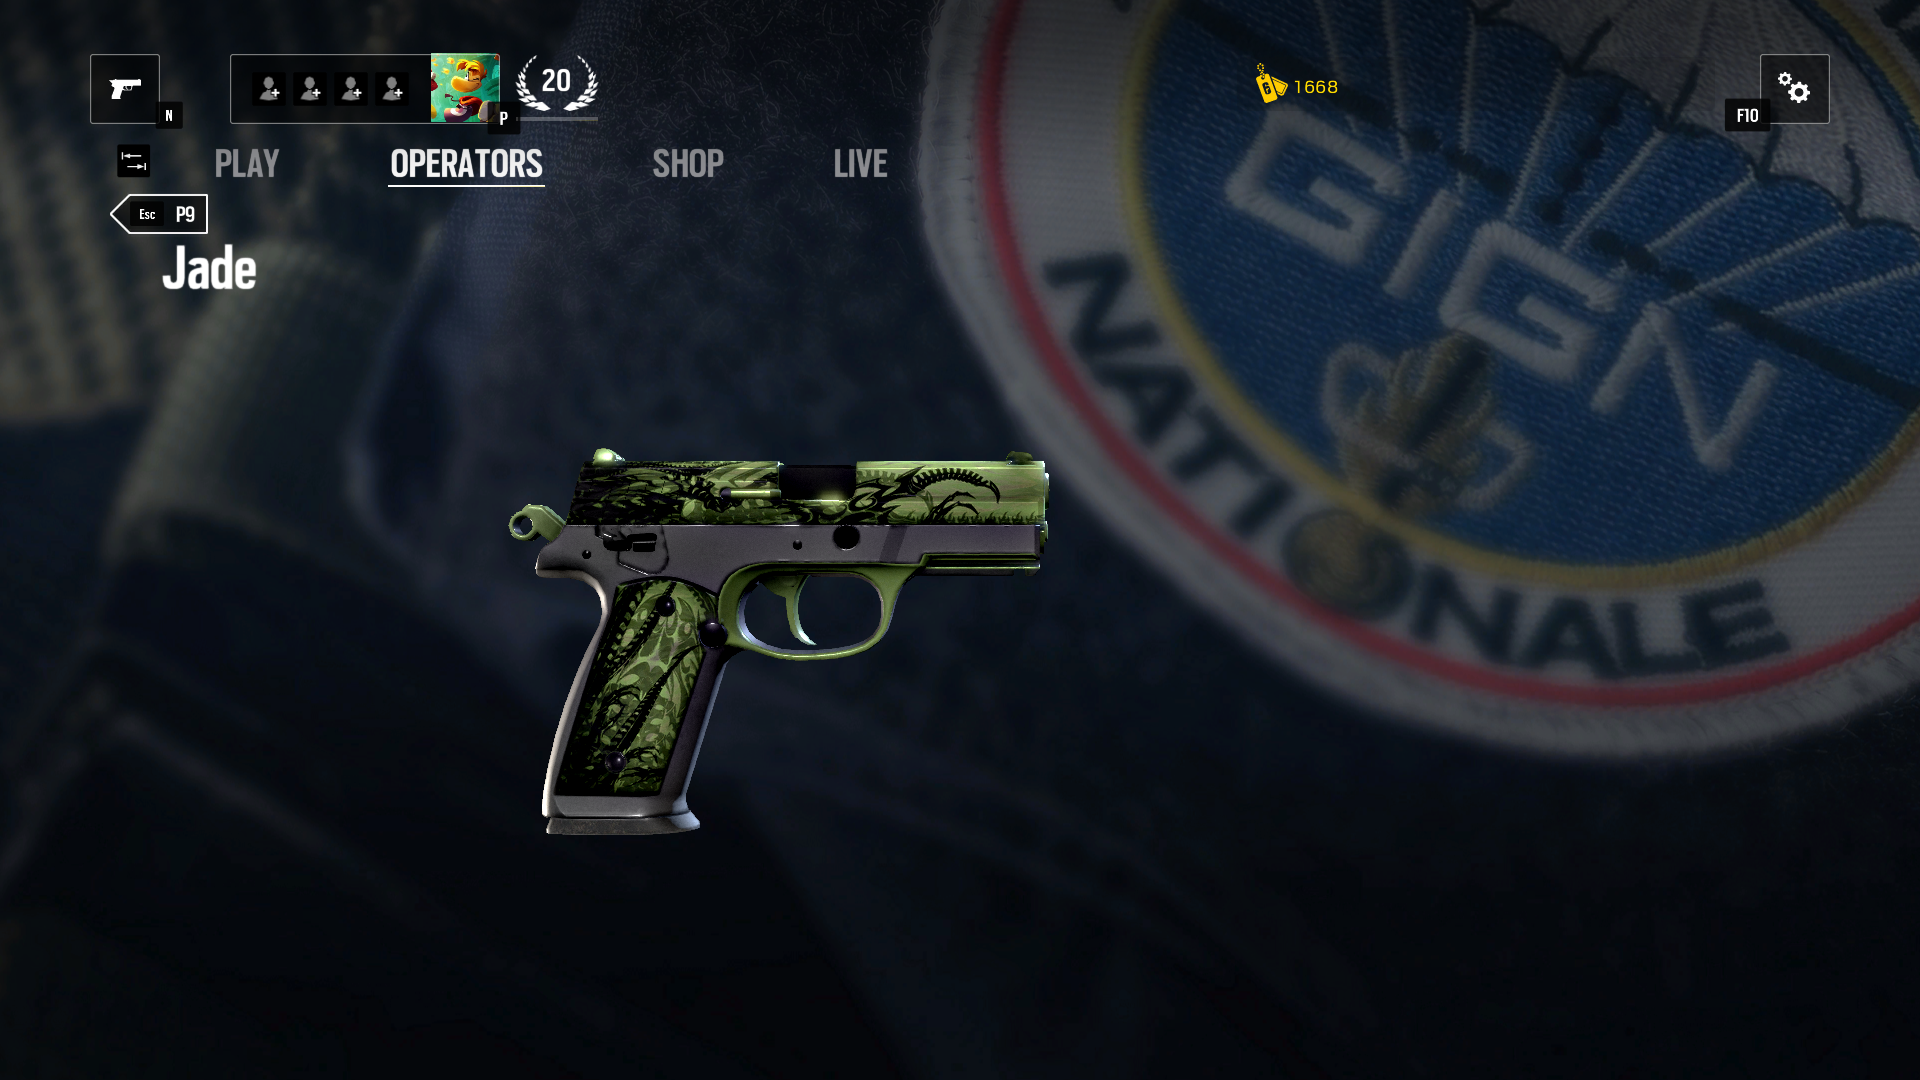 N
P
20
1668
F10
PLAY
OPERATORS
SHOP
LIVE
Esc P9
Jade
GIGN
NATIONALE